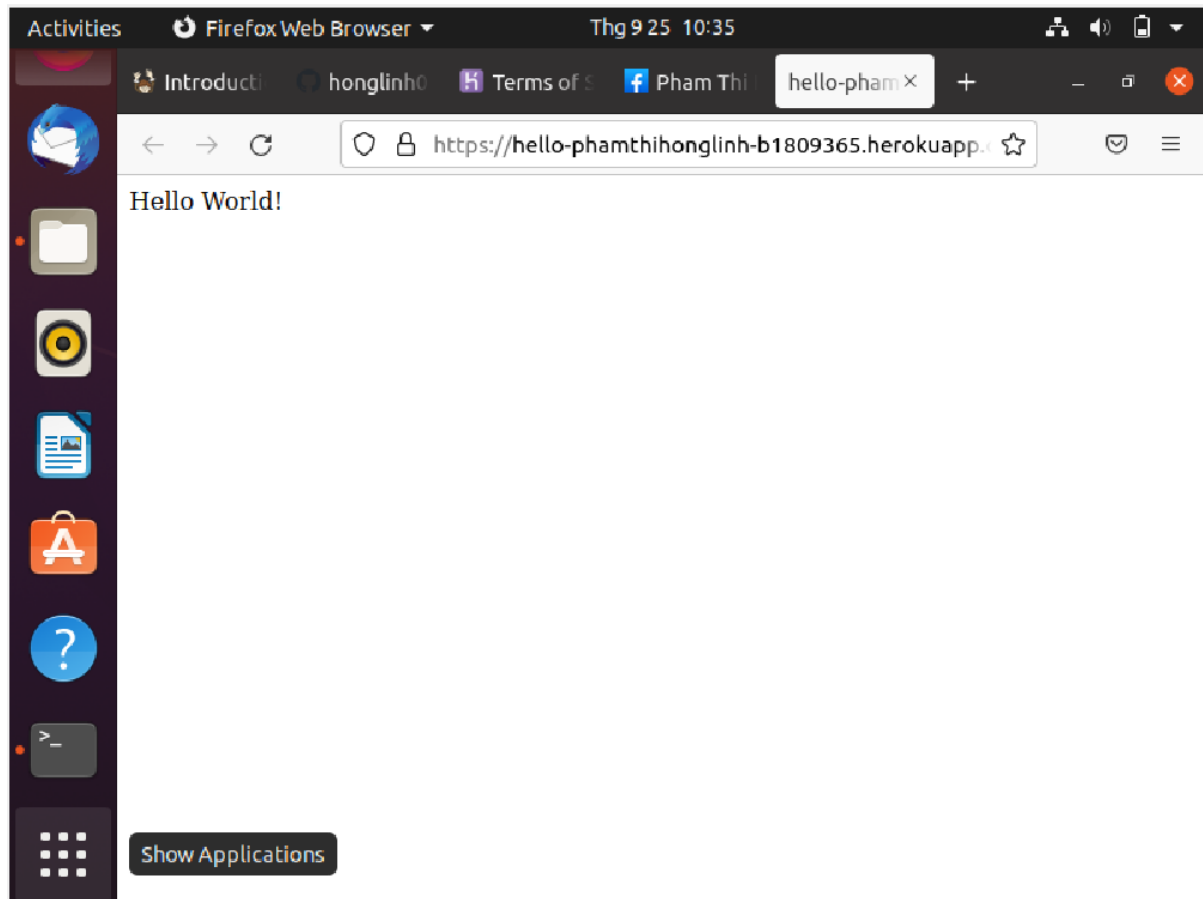 Activities Firefox Web Browser Thg 9 25 10:35
Introducti honglinh0 Terms of S Pham Thi hello-pham
https://hello-phamthihonglinh-b1809365.herokuapp.
Hello World!
Show Applications